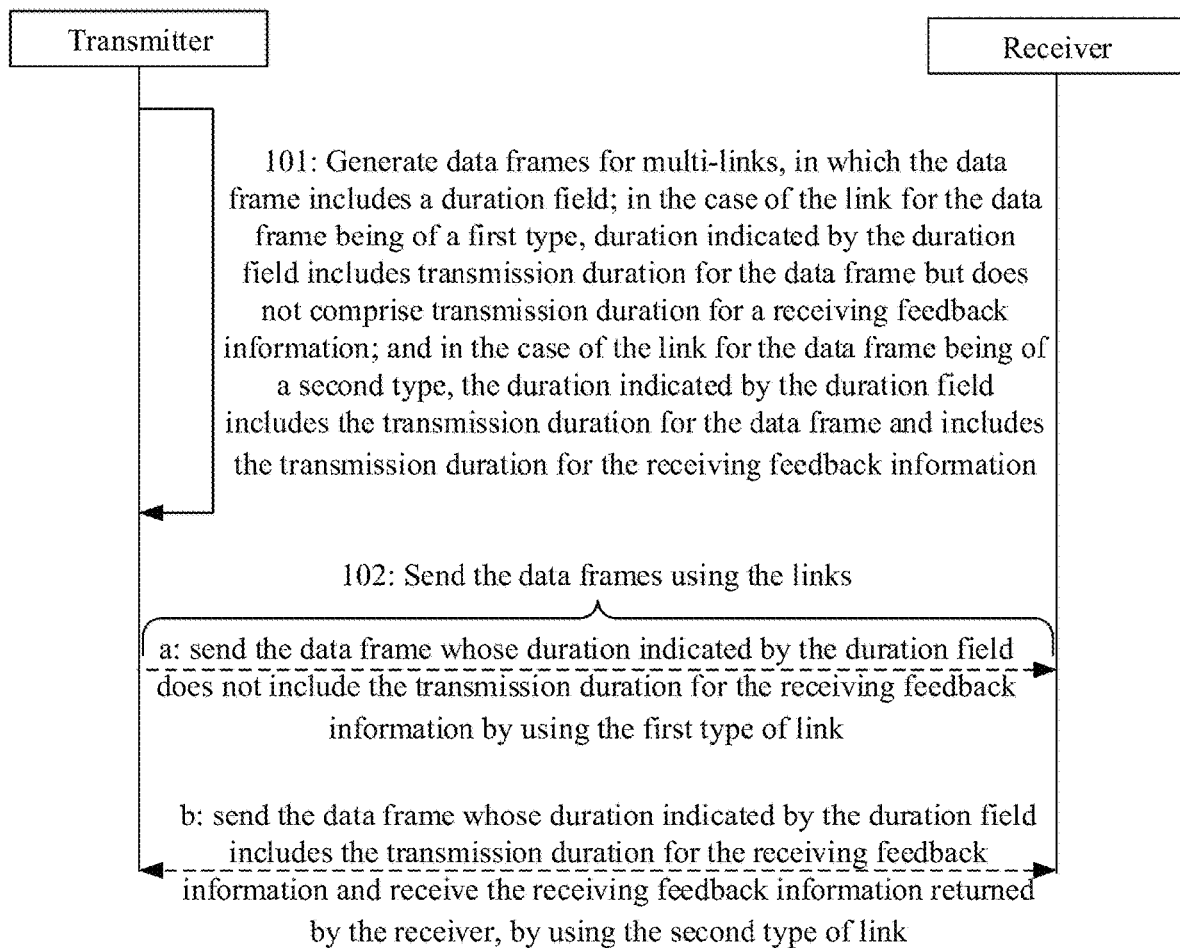 Transmitter
Receiver
101: Generate data frames for multi-links, in which the data
frame includes a duration field; in the case of the link for the data
frame being of a first type, duration indicated by the duration
field includes transmission duration for the data frame but does
not comprise transmission duration for a receiving feedback
information; and in the case of the link for the data frame being of
a second type, the duration indicated by the duration field
includes the transmission duration for the data frame and includes
the transmission duration for the receiving feedback information
102: Send the data frames using the links
a: send the data frame whose duration indicated by the duration field
does not include the transmission duration for the receiving feedback
information by using the first type of link
b: send the data frame whose duration indicated by the duration field
includes the transmission duration for the receiving feedback
information and receive the receiving feedback information returned
by the receiver, by using the second type of link